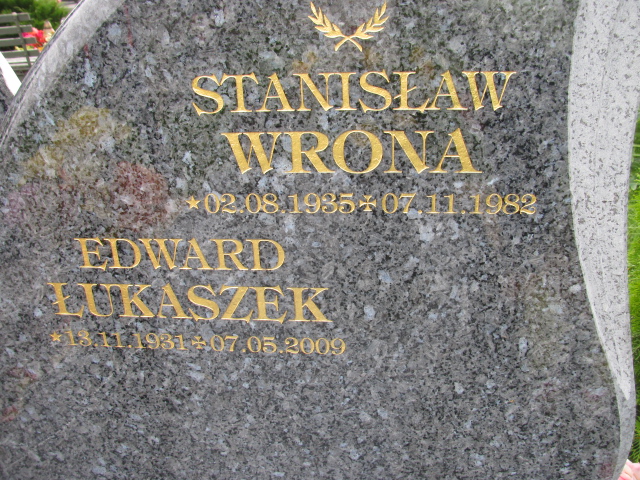 STANISŁAW
WRONA
★02.08.1935✠07.11.1982
EDWARD
ŁUKASZEK
★13.11.1931✠07.05.2009